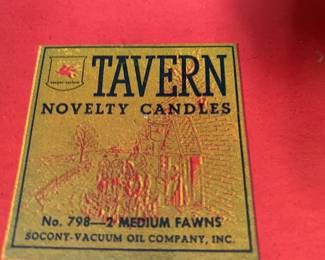 TAVERN
NOVELTY CANDLES
No. 798—2 MEDIUM FAWNS
SOCONY-VACUUM OIL COMPANY, INC.